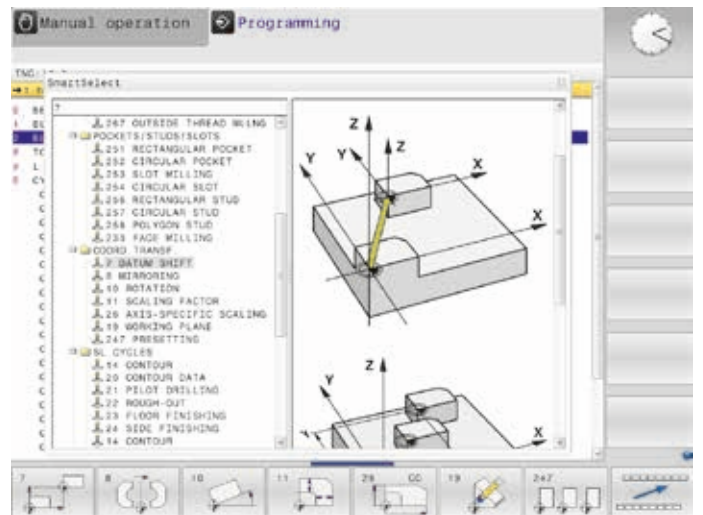 Manual operation
Programming
SmartSelect
?
267 OUTSIDE THREAD MLLNG
POCKETS/STUDS/SLOTS
251 RECTANGULAR POCKET
252 CIRCULAR POCKET
253 SLOT MILLING
254 CIRCULAR SLOT
256 RECTANGULAR STUD
257 CIRCULAR STUD
258 POLYGON STUD
233 FACE MILLING
COORD. TRANSF.
7 DATUM SHIFT
8 MIRRORING
10 ROTATION
11 SCALING FACTOR
26 AXIS-SPECIFIC SCALING
19 WORKING PLANE
247 PRESETTING
SL CYCLES
14 CONTOUR
20 CONTOUR DATA
21 PILOT DRILLING
22 ROUGH-OUT
23 FLOOR FINISHING
24 SIDE FINISHING
14 CONTOUR
Z
Z
Y
Y
X
X
Z
Y
X
7
8
10
11
26
CC
19
247